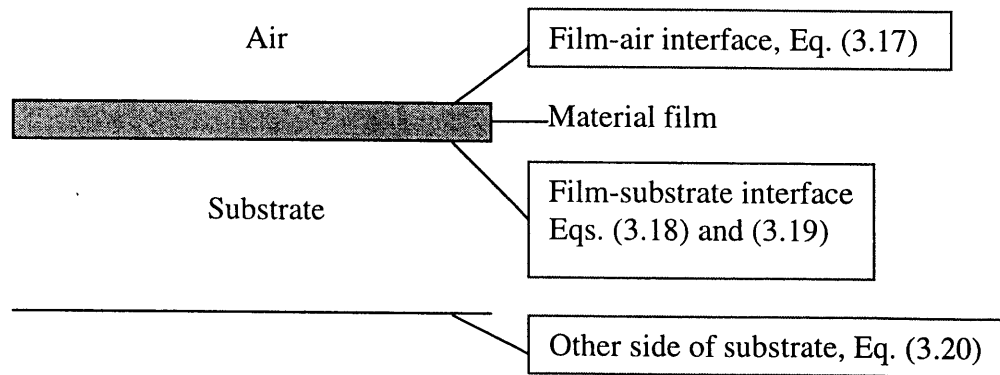 Air
Film-air interface, Eq. (3.17)
Material film
Film-substrate interface
Eqs. (3.18) and (3.19)
Substrate
Other side of substrate, Eq. (3.20)